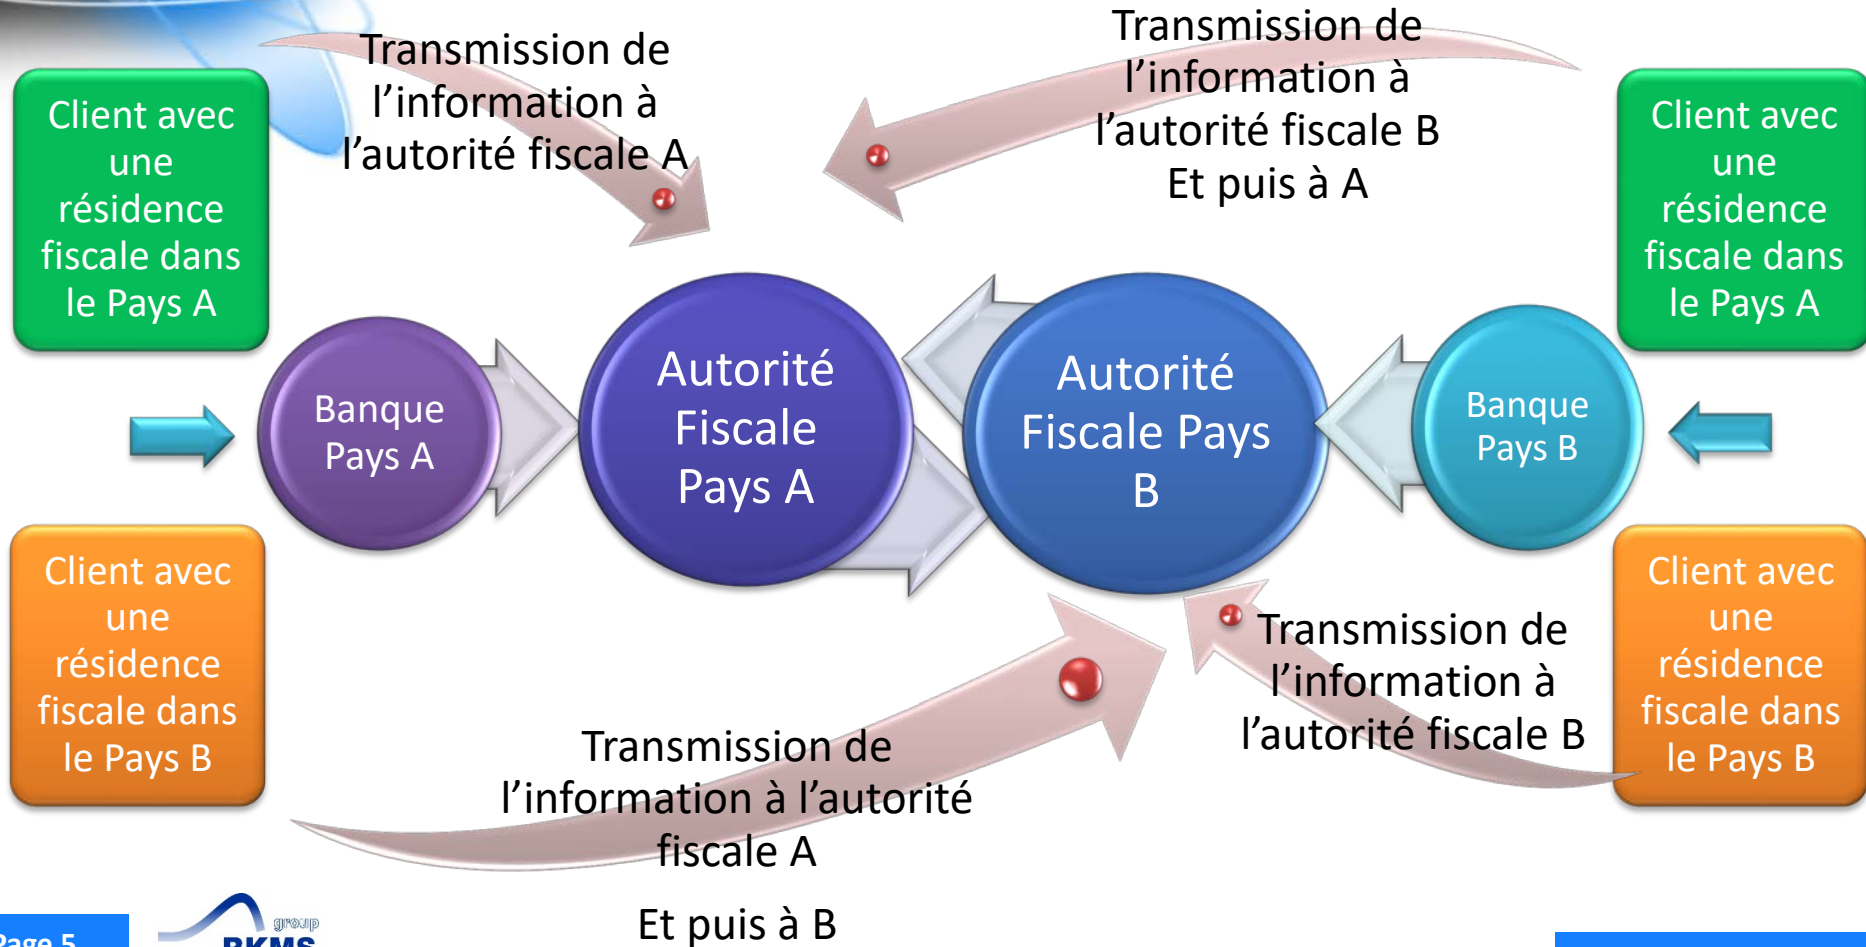 Transmission de
l’information à
l’autorité fiscale A
Transmission de
l’information à
l’autorité fiscale B
Et puis à A
Client avec
une
résidence
fiscale dans
le Pays A
Client avec
une
résidence
fiscale dans
le Pays A
Banque
Pays A
Autorité
Fiscale
Pays A
Autorité
Fiscale Pays
B
Banque
Pays B
Client avec
une
résidence
fiscale dans
le Pays B
Client avec
une
résidence
fiscale dans
le Pays B
Transmission de
l’information à
l’autorité fiscale B
Transmission de
l’information à l’autorité
fiscale A
Et puis à B
Page 5
group
BKMS